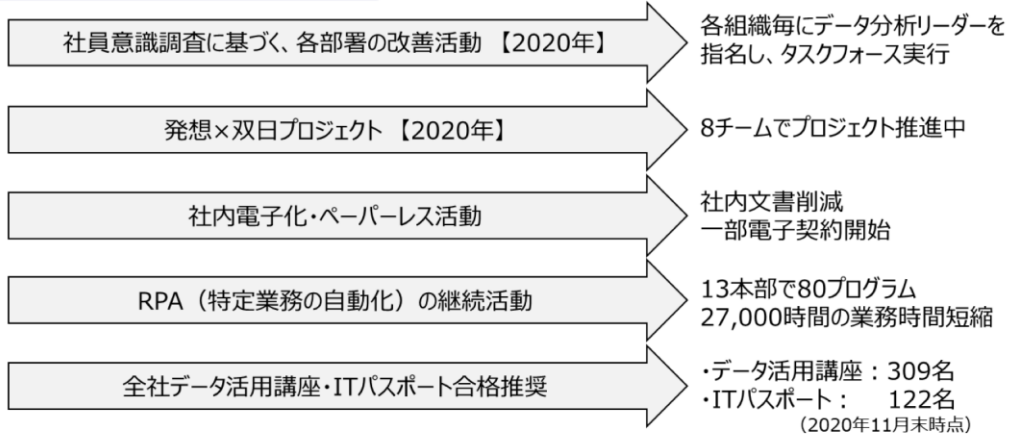 社員意識調査に基づく、各部署の改善活動 【2020年】
各組織毎にデータ分析リーダーを
指名し、タスクフォース実行
発想×双日プロジェクト 【2020年】
8チームでプロジェクト推進中
社内電子化・ペーパーレス活動
社内文書削減
一部電子契約開始
RPA（特定業務の自動化）の継続活動
13本部で80プログラム
27,000時間の業務時間短縮
全社データ活用講座・ITパスポート合格推奨
・データ活用講座：309名
・ITパスポート： 122名
（2020年11月末時点）